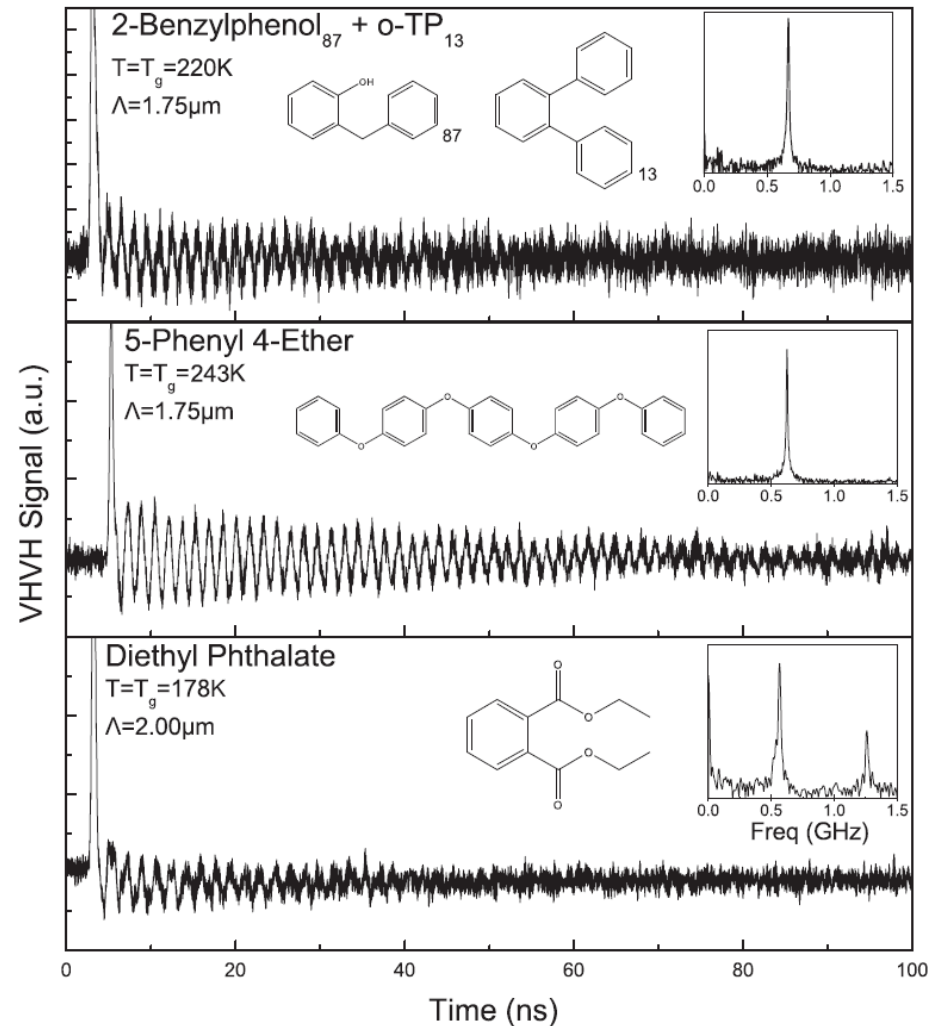 2-Benzylphenol87 + o-TP13
T=Tg=220K
Λ=1.75μm
OH
87
13
0.0 0.5 1.0 1.5
5-Phenyl 4-Ether
T=Tg=243K
Λ=1.75μm
O O O O
0.0 0.5 1.0 1.5
Diethyl Phthalate
T=Tg=178K
Λ=2.00μm
O
O
O
O
0.0 0.5 1.0 1.5
Freq (GHz)
VHVH Signal (a.u.)
0 20 40 60 80 100
Time (ns)